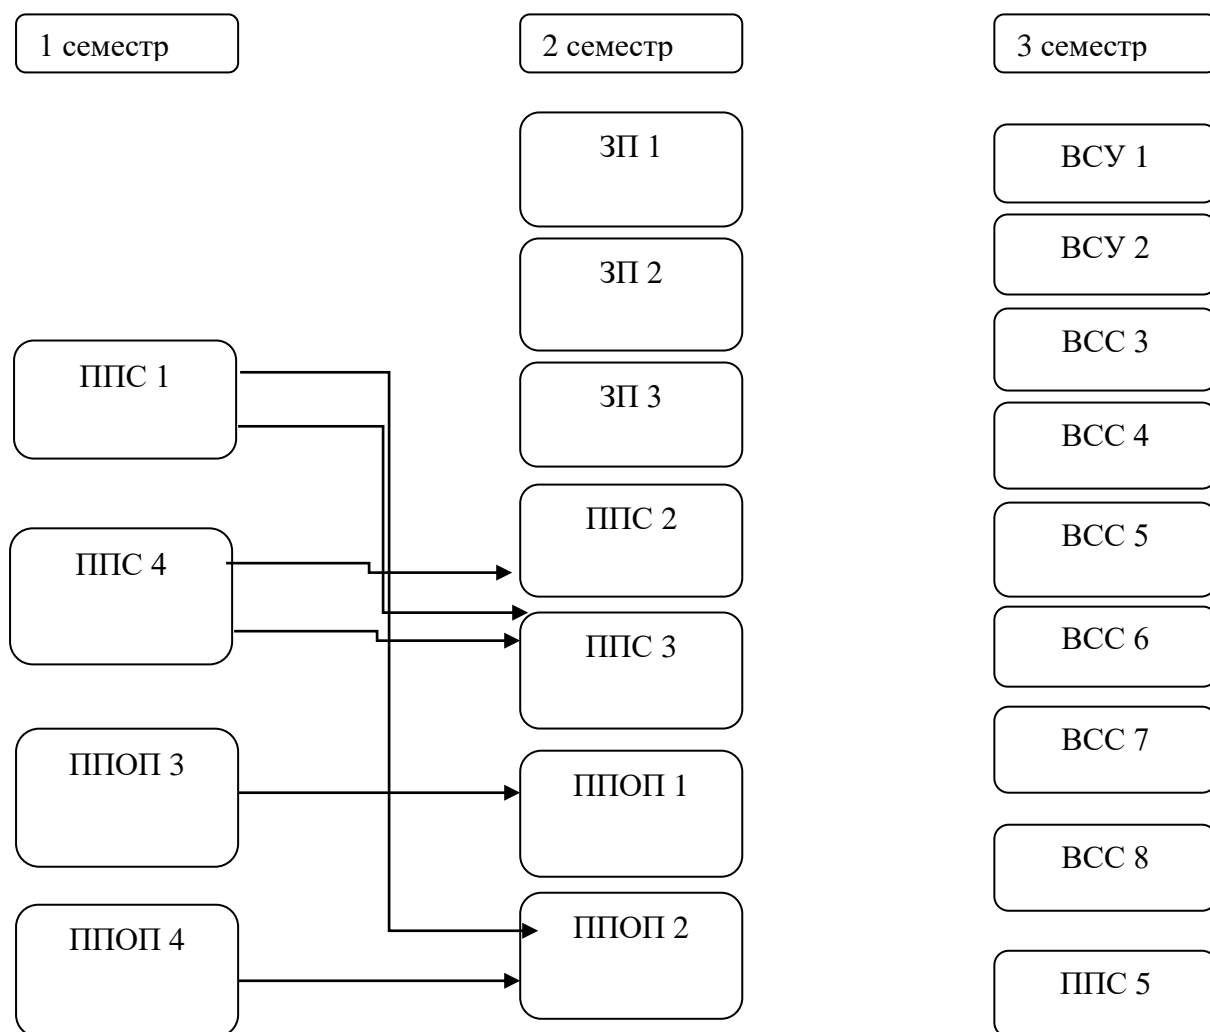 1 семестр
2 семестр
3 семестр
ЗП 1
ВСУ 1
ВСУ 2
ЗП 2
ВСС 3
ППС 1
ЗП 3
ВСС 4
ППС 2
ВСС 5
ППС 4
ППС 3
ВСС 6
ППОП 3
ППОП 1
ВСС 7
ВСС 8
ППОП 4
ППОП 2
ППС 5